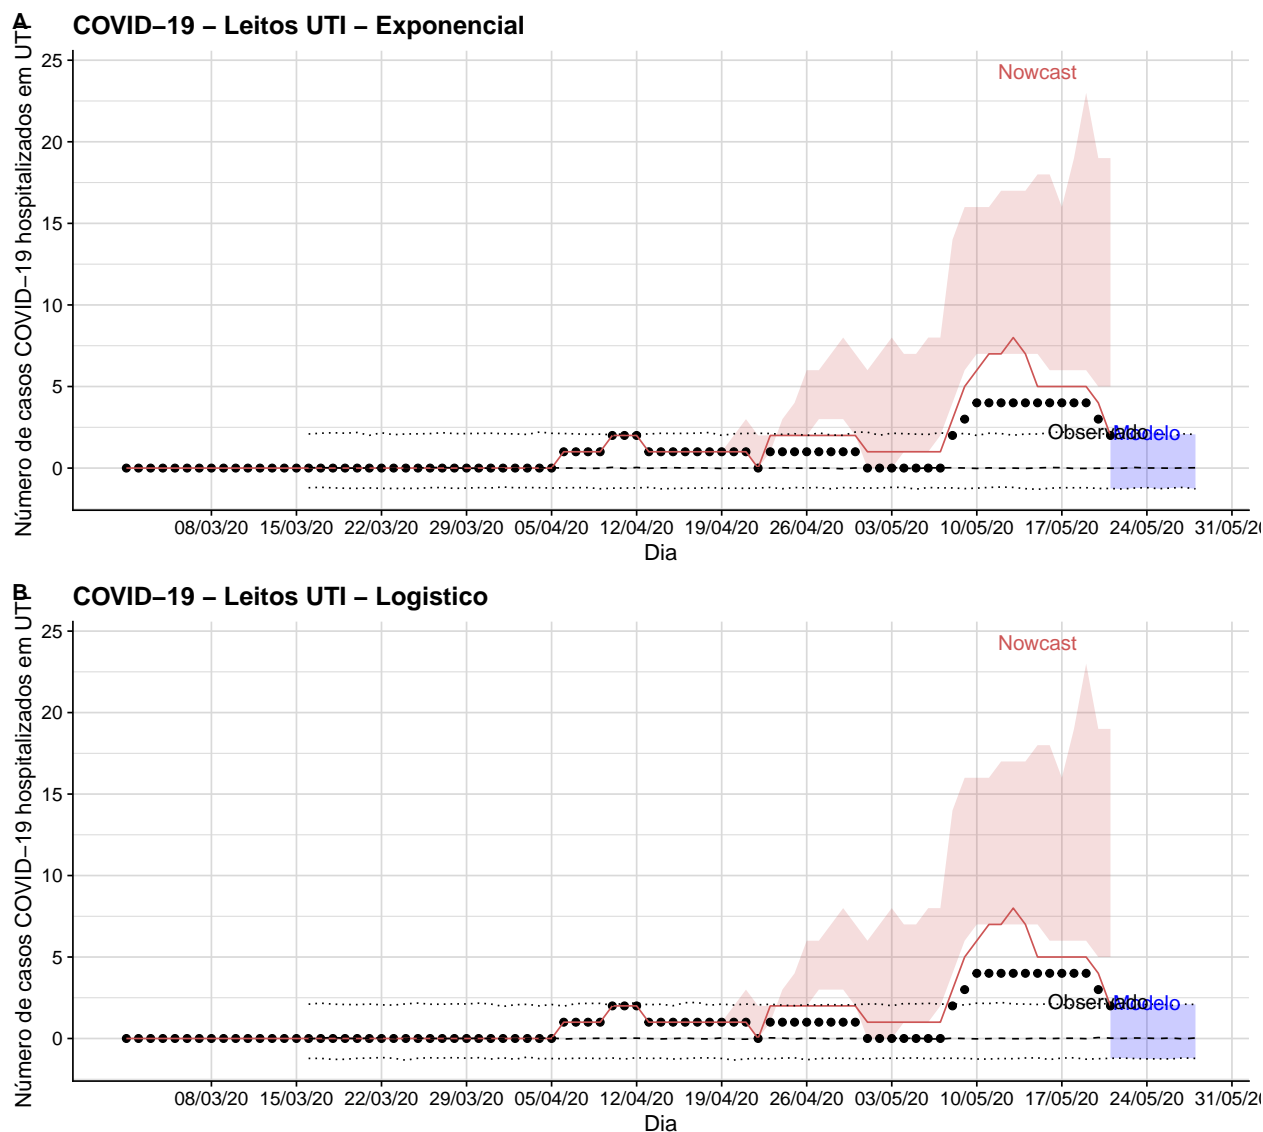 A
COVID–19 – Leitos UTI – Exponencial
Número de casos COVID–19 hospitalizados em UTI
25
20
15
10
5
0
Nowcast
Observado
Modelo
08/03/20 15/03/20 22/03/20 29/03/20 05/04/20 12/04/20 19/04/20 26/04/20 03/05/20 10/05/20 17/05/20 24/05/20 31/05/20
Dia
B
COVID–19 – Leitos UTI – Logistico
Número de casos COVID–19 hospitalizados em UTI
25
20
15
10
5
0
Nowcast
Observado
Modelo
08/03/20 15/03/20 22/03/20 29/03/20 05/04/20 12/04/20 19/04/20 26/04/20 03/05/20 10/05/20 17/05/20 24/05/20 31/05/20
Dia